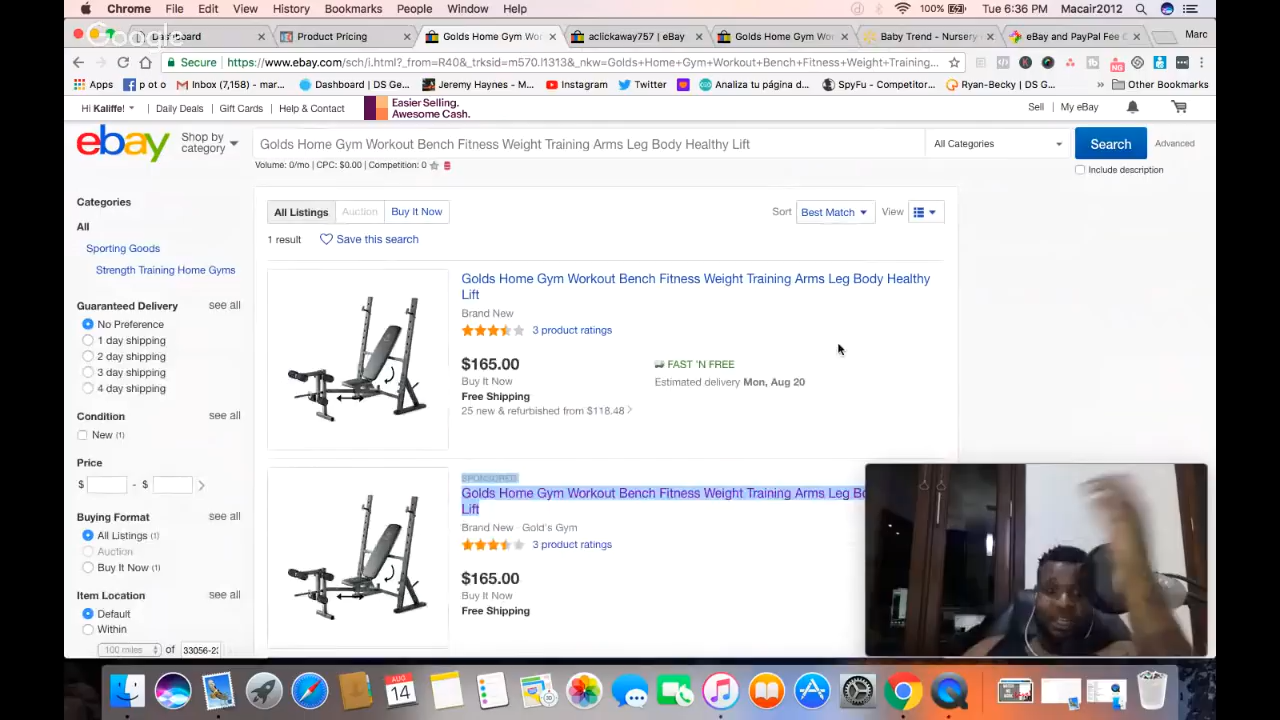 Chrome File Edit View History Bookmarks People Window Help 100% Tue 6:36 PM Macair2012
Google
Dashboard Product Pricing Golds Home Gym Wo aclickaway757 | eBay Golds Home Gym Wo Baby Trend - Nursery eBay and PayPal Fee C Marc
Secure https://www.ebay.com/sch/i.html?_from=R40&_trksid=m570.l1313&_nkw=Golds+Home+Gym+Workout+Bench+Fitness+Weight+Training...
Apps p o t o Inbox (7,158) - mar... Dashboard | DS Ge... Jeremy Haynes - M... Instagram Twitter Analiza tu página d... SpyFu - Competitor... Ryan-Becky | DS G... » Other Bookmarks
Hi Kaliffe! Daily Deals Gift Cards Help & Contact Easier Selling. Awesome Cash. Sell My eBay
ebay Shop by category Golds Home Gym Workout Bench Fitness Weight Training Arms Leg Body Healthy Lift All Categories Search Advanced
Volume: 0/mo | CPC: $0.00 | Competition: 0 Include description
Categories
All
Sporting Goods
Strength Training Home Gyms
Guaranteed Delivery see all
No Preference
1 day shipping
2 day shipping
3 day shipping
4 day shipping
Condition see all
New (1)
Price
$ - $
Buying Format see all
All Listings (1)
Auction
Buy It Now (1)
Item Location see all
Default
Within
100 miles of 33056-2
All Listings Auction Buy It Now Sort Best Match View
1 result Save this search
Golds Home Gym Workout Bench Fitness Weight Training Arms Leg Body Healthy
Lift
Brand New
3 product ratings
$165.00 FAST 'N FREE
Buy It Now Estimated delivery Mon, Aug 20
Free Shipping
25 new & refurbished from $118.48
SPONSORED
Golds Home Gym Workout Bench Fitness Weight Training Arms Leg Bo
Lift
Brand New · Gold's Gym
3 product ratings
$165.00
Buy It Now
Free Shipping
AUG
14